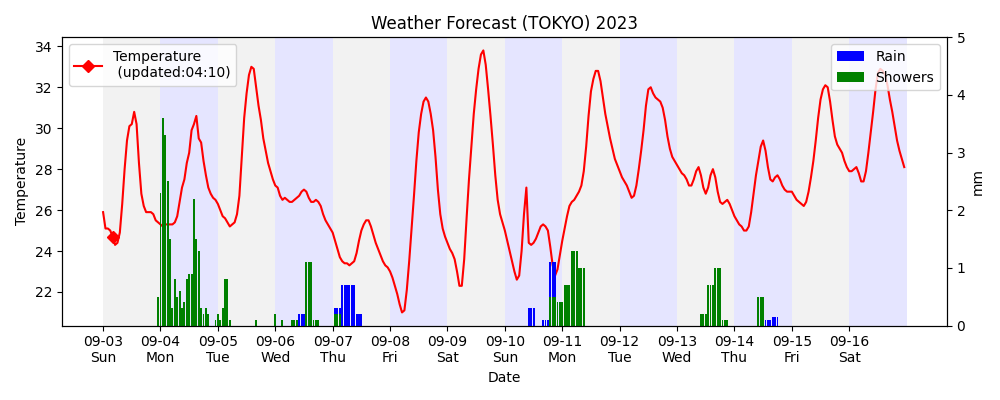 Weather Forecast (TOKYO) 2023
Temperature
(updated:04:10)
Rain
Showers
34
32
30
28
26
24
22
Temperature
5
4
3
2
1
0
mm
09-03 09-04 09-05 09-06 09-07 09-08 09-09 09-10 09-11 09-12 09-13 09-14 09-15 09-16
Sun Mon Tue Wed Thu Fri Sat Sun Mon Tue Wed Thu Fri Sat
Date